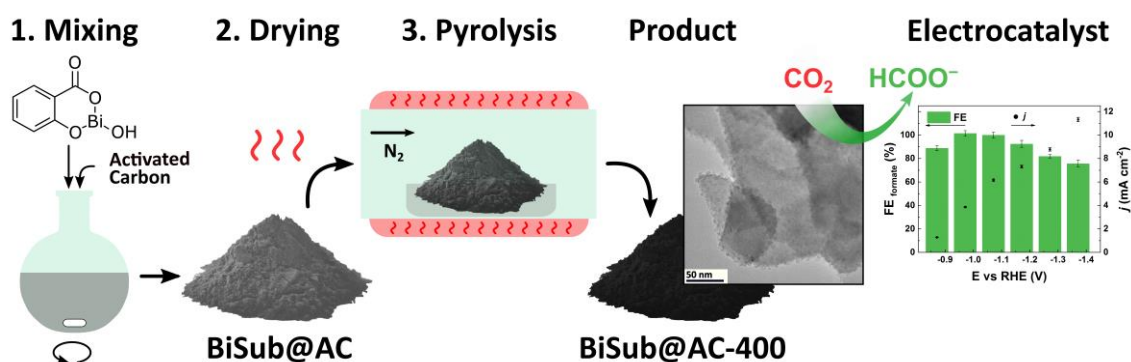 1. Mixing
2. Drying
3. Pyrolysis
Product
Electrocatalyst
O
O
Bi
O
OH
Activated
Carbon
N₂
CO₂
HCOO⁻
50 nm
BiSub@AC
BiSub@AC-400
FE
j
FE formate (%)
100
80
60
40
20
0
12
10
8
6
4
2
0
j (mA cm⁻²)
-0.9 -1.0 -1.1 -1.2 -1.3 -1.4
E vs RHE (V)